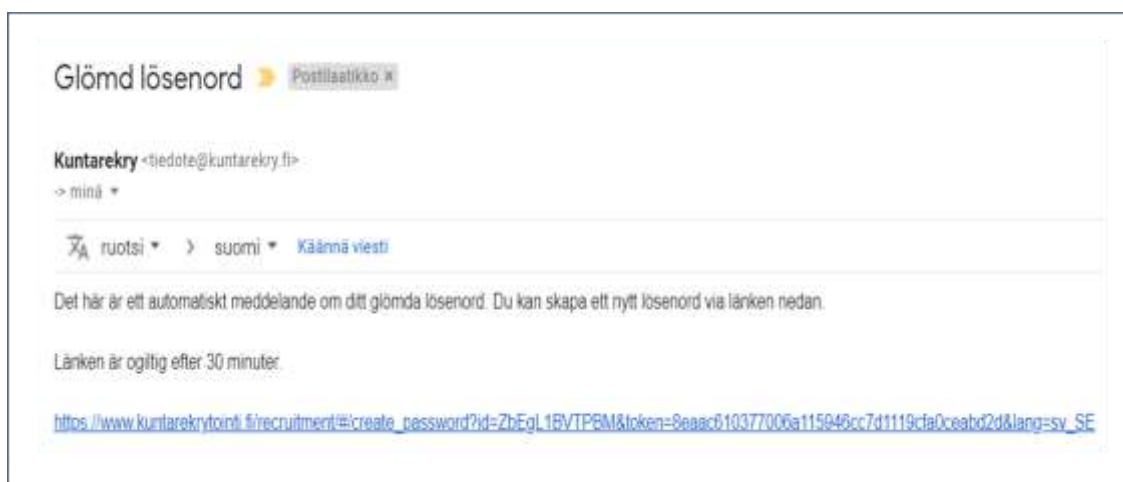 Glömd lösenord Postilaatikko ×
Kuntarekry <tiedote@kuntarekry.fi>
-> minä
ruotsi > suomi Käännä viesti
Det här är ett automatiskt meddelande om ditt glömda lösenord. Du kan skapa ett nytt lösenord via länken nedan.
Länken är ogiltig efter 30 minuter.
https://www.kuntarekrytointi.fi/recruitment/#/create_password?id=ZbEgL1BVTPBM&token=8eaac610377006a115946cc7d1119cfa0ceabd2d&lang=sv_SE